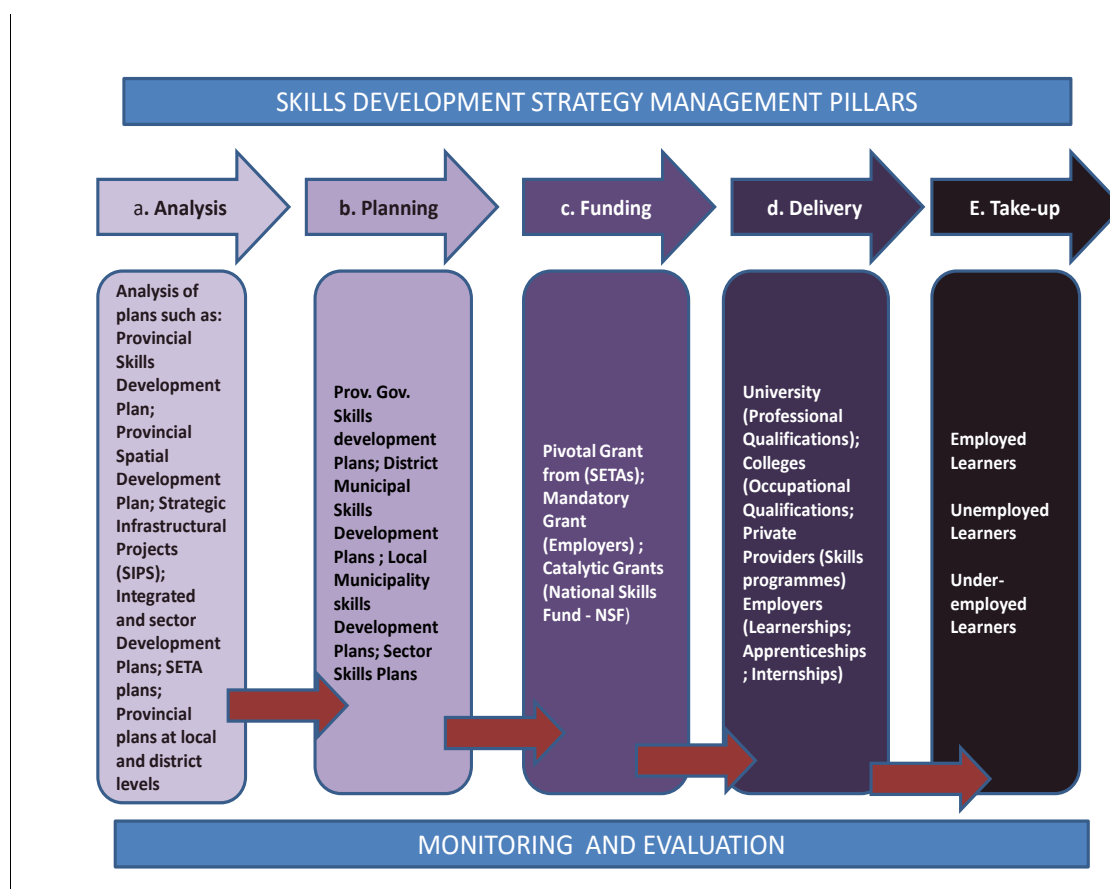 SKILLS DEVELOPMENT STRATEGY MANAGEMENT PILLARS
a. Analysis
b. Planning
c. Funding
d. Delivery
E. Take-up
Analysis of
plans such as:
Provincial
Skills
Development
Plan;
Provincial
Spatial
Development
Plan; Strategic
Infrastructural
Projects
(SIPS);
Integrated
and sector
Development
Plans; SETA
plans;
Provincial
plans at local
and district
levels
Prov. Gov.
Skills
development
Plans; District
Municipal
Skills
Development
Plans ; Local
Municipality
skills
Development
Plans; Sector
Skills Plans
Pivotal Grant
from (SETAs);
Mandatory
Grant
(Employers) ;
Catalytic Grants
(National Skills
Fund - NSF)
University
(Professional
Qualifications);
Colleges
(Occupational
Qualifications;
Private
Providers (Skills
programmes)
Employers
(Learnerships;
Apprenticeships
; Internships)
Employed
Learners
Unemployed
Learners
Under-
employed
Learners
MONITORING AND EVALUATION